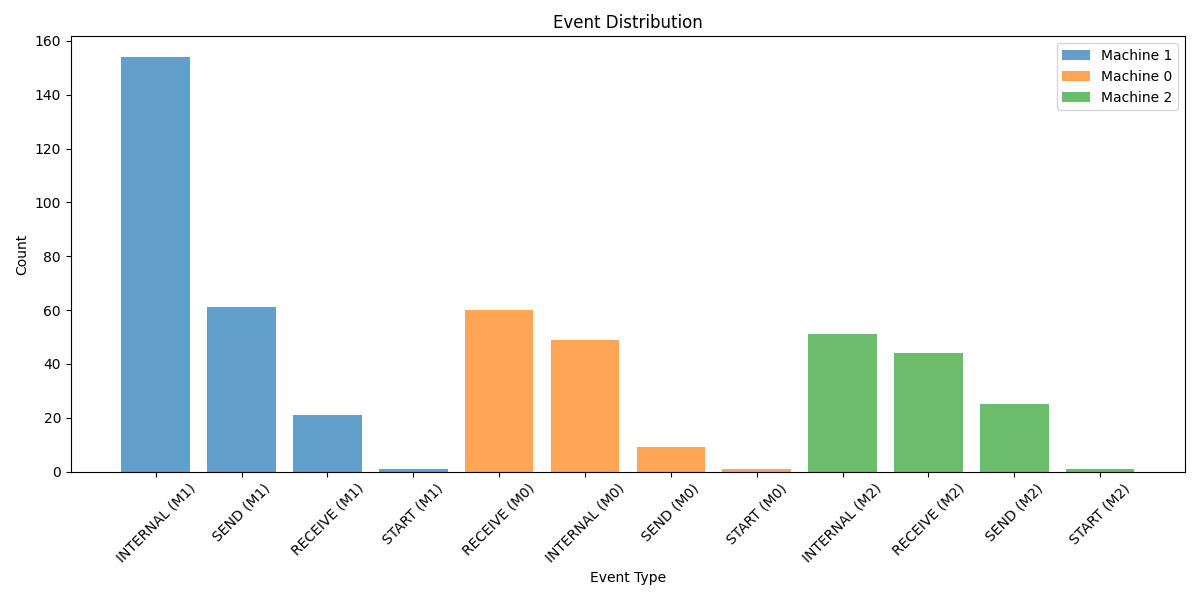 Event Distribution
Machine 1
Machine 0
Machine 2
Count
160
140
120
100
80
60
40
20
0
INTERNAL (M1)
SEND (M1)
RECEIVE (M1)
START (M1)
RECEIVE (M0)
INTERNAL (M0)
SEND (M0)
START (M0)
INTERNAL (M2)
RECEIVE (M2)
SEND (M2)
START (M2)
Event Type